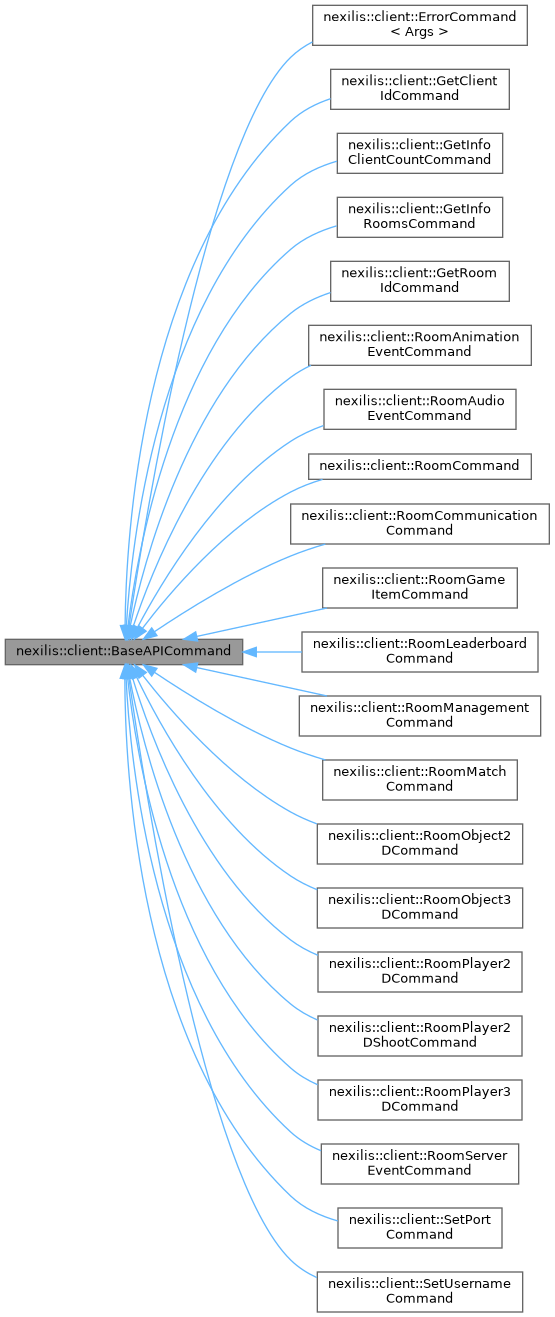 nexilis::client::ErrorCommand
< Args >
nexilis::client::GetClient
IdCommand
nexilis::client::GetInfo
ClientCountCommand
nexilis::client::GetInfo
RoomsCommand
nexilis::client::GetRoom
IdCommand
nexilis::client::RoomAnimation
EventCommand
nexilis::client::RoomAudio
EventCommand
nexilis::client::RoomCommand
nexilis::client::RoomCommunication
Command
nexilis::client::RoomGame
ItemCommand
nexilis::client::BaseAPICommand
nexilis::client::RoomLeaderboard
Command
nexilis::client::RoomManagement
Command
nexilis::client::RoomMatch
Command
nexilis::client::RoomObject2
DCommand
nexilis::client::RoomObject3
DCommand
nexilis::client::RoomPlayer2
DCommand
nexilis::client::RoomPlayer2
DShootCommand
nexilis::client::RoomPlayer3
DCommand
nexilis::client::RoomServer
EventCommand
nexilis::client::SetPort
Command
nexilis::client::SetUsername
Command